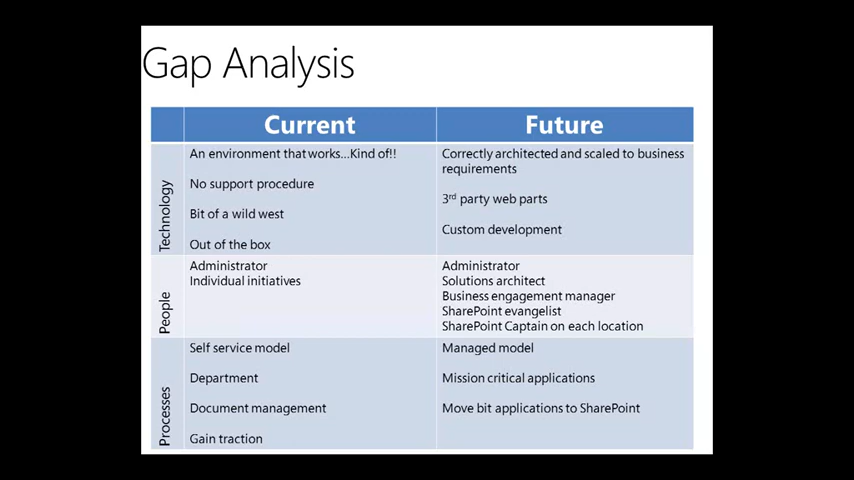 Gap Analysis
Current
Future
Technology
An environment that works...Kind of!!
No support procedure
Bit of a wild west
Out of the box
Correctly architected and scaled to business
requirements
3rd party web parts
Custom development
People
Administrator
Individual initiatives
Administrator
Solutions architect
Business engagement manager
SharePoint evangelist
SharePoint Captain on each location
Processes
Self service model
Department
Document management
Gain traction
Managed model
Mission critical applications
Move bit applications to SharePoint